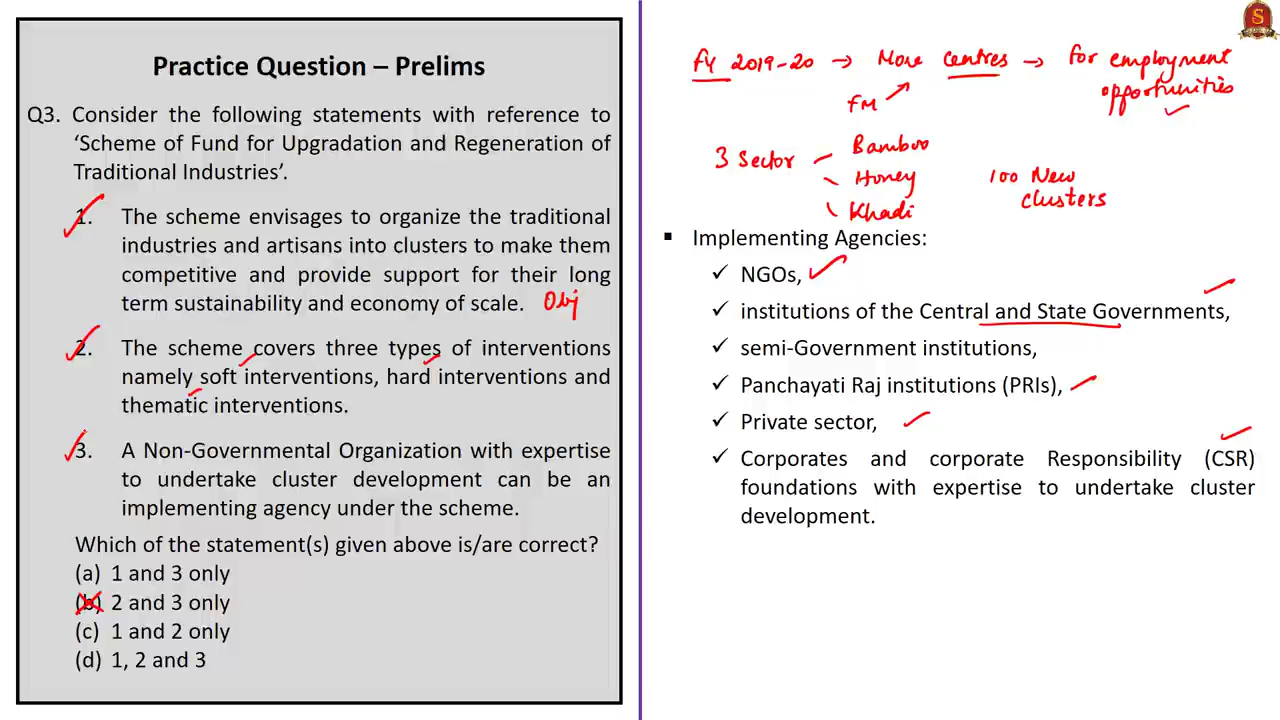 Practice Question – Prelims
Q3. Consider the following statements with reference to
‘Scheme of Fund for Upgradation and Regeneration of
Traditional Industries’.
1. The scheme envisages to organize the traditional
industries and artisans into clusters to make them
competitive and provide support for their long
term sustainability and economy of scale. Obj
2. The scheme covers three types of interventions
namely soft interventions, hard interventions and
thematic interventions.
3. A Non-Governmental Organization with expertise
to undertake cluster development can be an
implementing agency under the scheme.
Which of the statement(s) given above is/are correct?
(a) 1 and 3 only
(b) 2 and 3 only
(c) 1 and 2 only
(d) 1, 2 and 3
FY 2019-20 → More centres → for employment
opportunities
FM
3 Sector
Bamboo
Honey
Khadi
100 New
clusters
▪ Implementing Agencies:
✓ NGOs,
✓ institutions of the Central and State Governments,
✓ semi-Government institutions,
✓ Panchayati Raj institutions (PRIs),
✓ Private sector,
✓ Corporates and corporate Responsibility (CSR)
foundations with expertise to undertake cluster
development.
S